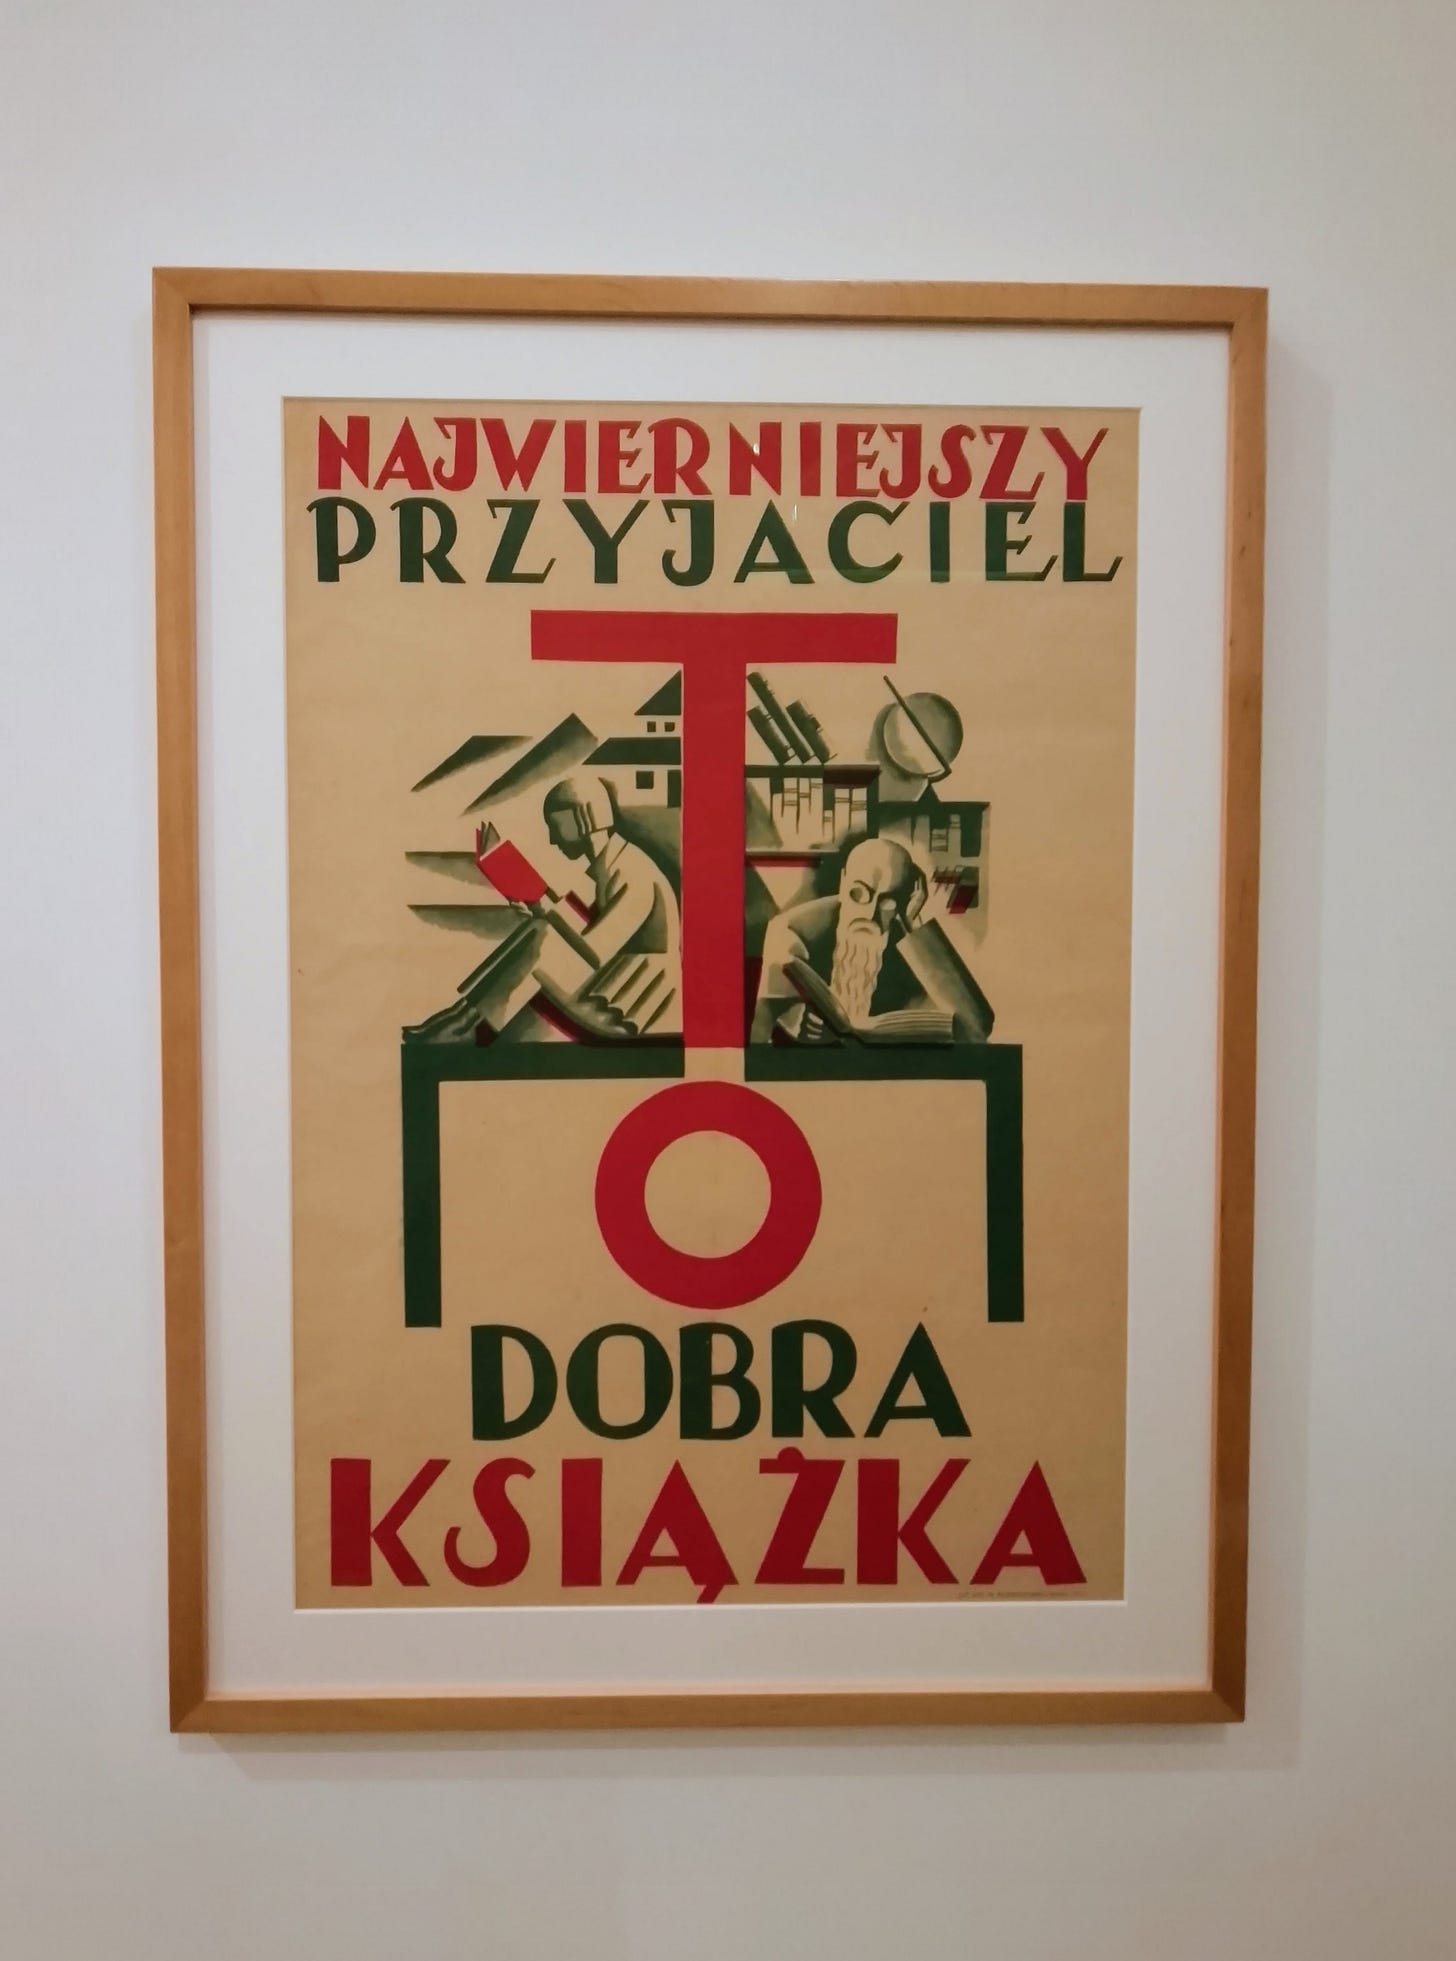 NAJWIERNIEJSZY
PRZYJACIEL
TO
DOBRA
KSIĄŻKA